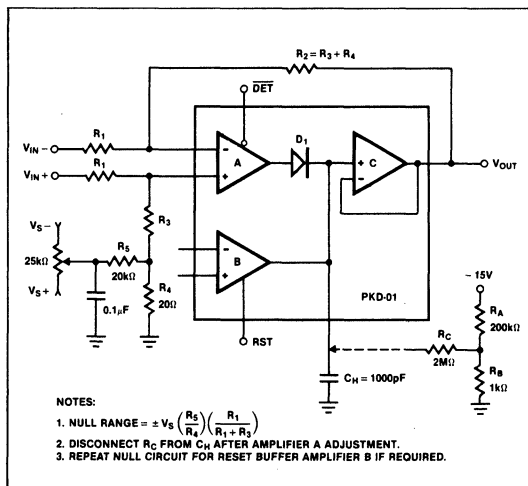 R2 = R3 + R4
DET
R1
D1
VIN-
−
A
+
C
−
VOUT
VIN+
R1
+
R3
VS-
R5
25kΩ
20kΩ
−
B
+
R4
20Ω
VS+
0.1μF
PKD-01
- 15V
RA
200kΩ
RST
RC
2MΩ
RB
1kΩ
CH = 1000pF
NOTES:
1. NULL RANGE = ± VS (R5/R4) (R1/R1 + R3)
2. DISCONNECT RC FROM CH AFTER AMPLIFIER A ADJUSTMENT.
3. REPEAT NULL CIRCUIT FOR RESET BUFFER AMPLIFIER B IF REQUIRED.